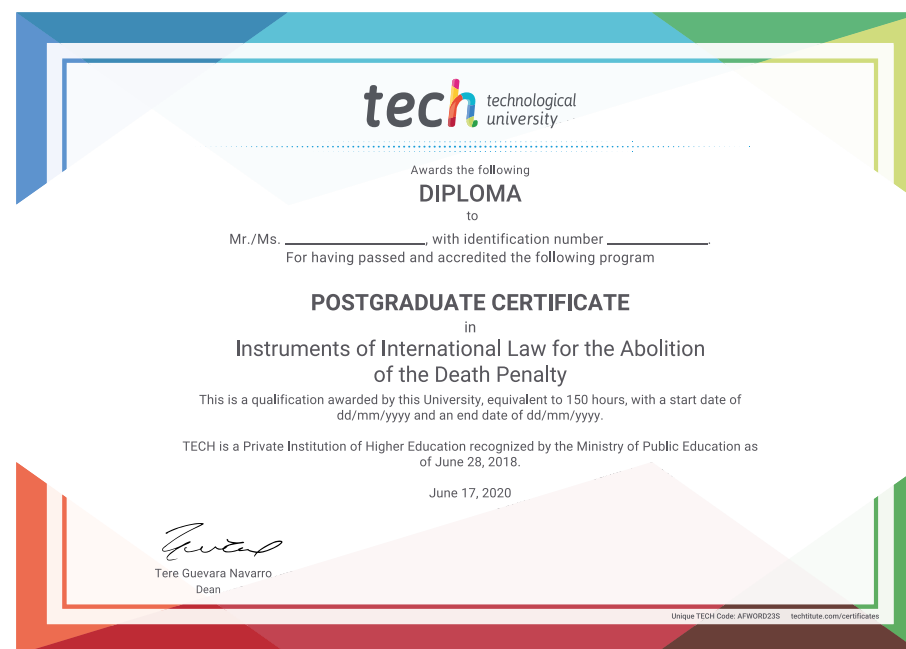 tech technological
university
Awards the following
DIPLOMA
to
Mr./Ms. ____________________, with identification number ______________.
For having passed and accredited the following program
POSTGRADUATE CERTIFICATE
in
Instruments of International Law for the Abolition
of the Death Penalty
This is a qualification awarded by this University, equivalent to 150 hours, with a start date of
dd/mm/yyyy and an end date of dd/mm/yyyy.
TECH is a Private Institution of Higher Education recognized by the Ministry of Public Education as
of June 28, 2018.
June 17, 2020
Tere Guevara Navarro
Dean
Unique TECH Code: AFWORD23S techtitute.com/certificates